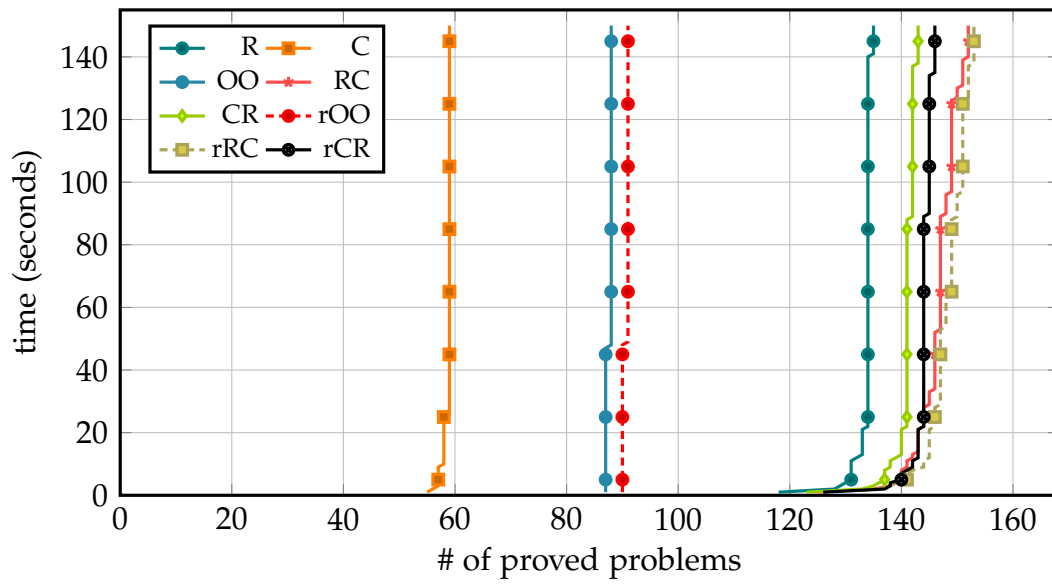 140
120
100
80
60
40
20
0
time (seconds)
R C
OO RC
CR rOO
rRC rCR
0 20 40 60 80 100 120 140 160
# of proved problems